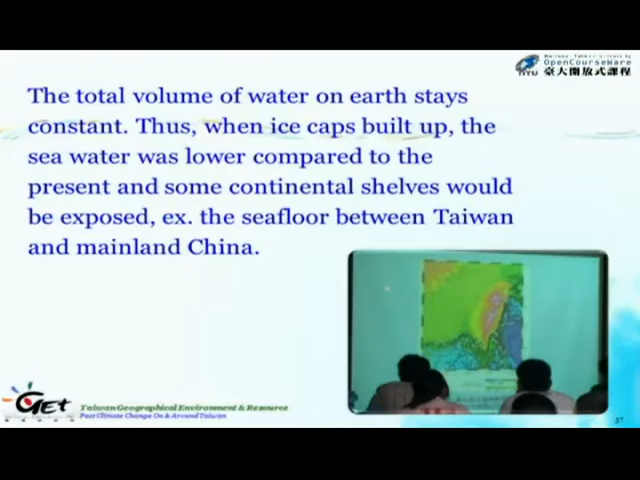 OpenCourseWare
NTU 臺大開放式課程
The total volume of water on earth stays
constant. Thus, when ice caps built up, the
sea water was lower compared to the
present and some continental shelves would
be exposed, ex. the seafloor between Taiwan
and mainland China.
GEt
Taiwan Geographical Environment & Resource
Past Climate Change On & Around Taiwan
37